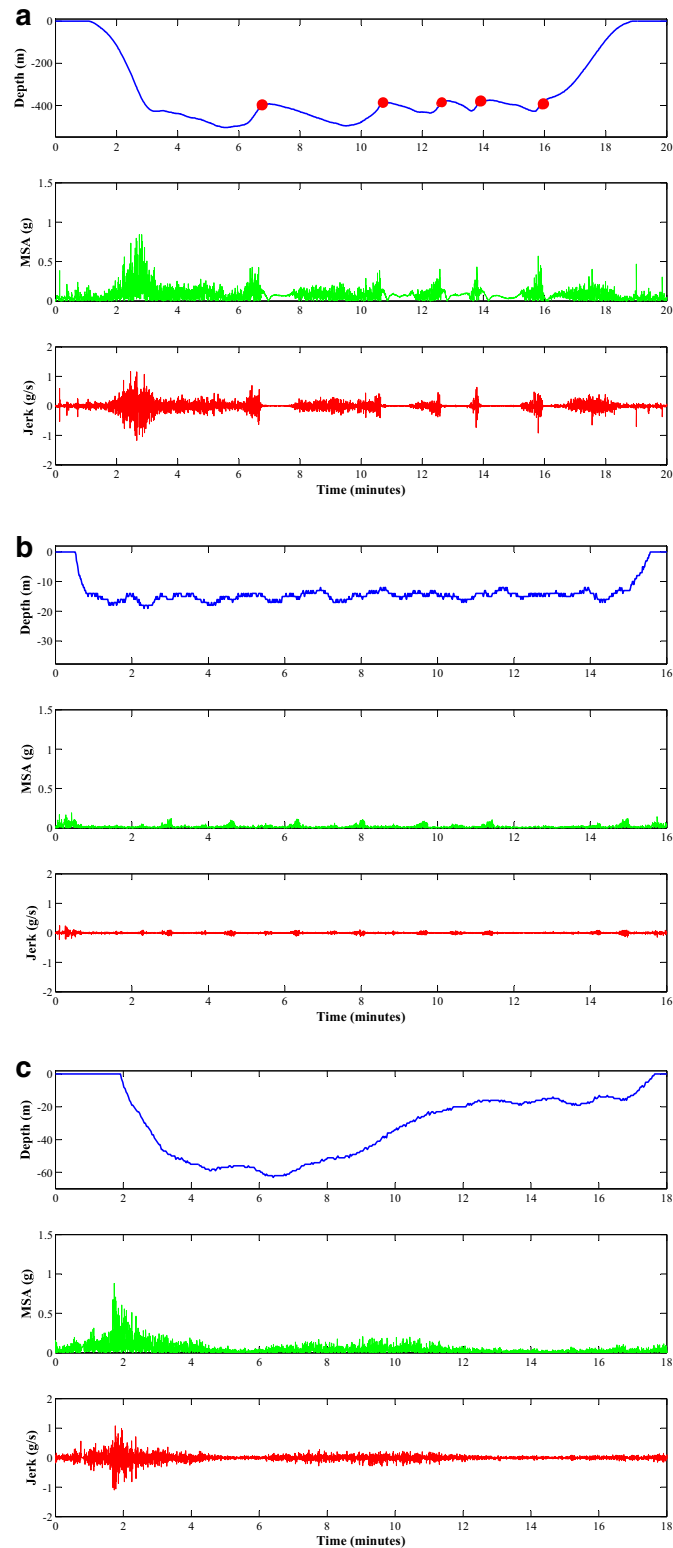 a
Depth (m)
0
-200
-400
0 2 4 6 8 10 12 14 16 18 20
MSA (g)
1.5
1
0.5
0
0 2 4 6 8 10 12 14 16 18 20
Jerk (g/s)
2
1
0
-1
-2
0 2 4 6 8 10 12 14 16 18 20
Time (minutes)
b
Depth (m)
0
-10
-20
-30
0 2 4 6 8 10 12 14 16
MSA (g)
1.5
1
0.5
0
0 2 4 6 8 10 12 14 16
Jerk (g/s)
2
1
0
-1
-2
0 2 4 6 8 10 12 14 16
Time (minutes)
c
Depth (m)
0
-20
-40
-60
0 2 4 6 8 10 12 14 16 18
MSA (g)
1.5
1
0.5
0
0 2 4 6 8 10 12 14 16 18
Jerk (g/s)
2
1
0
-1
-2
0 2 4 6 8 10 12 14 16 18
Time (minutes)